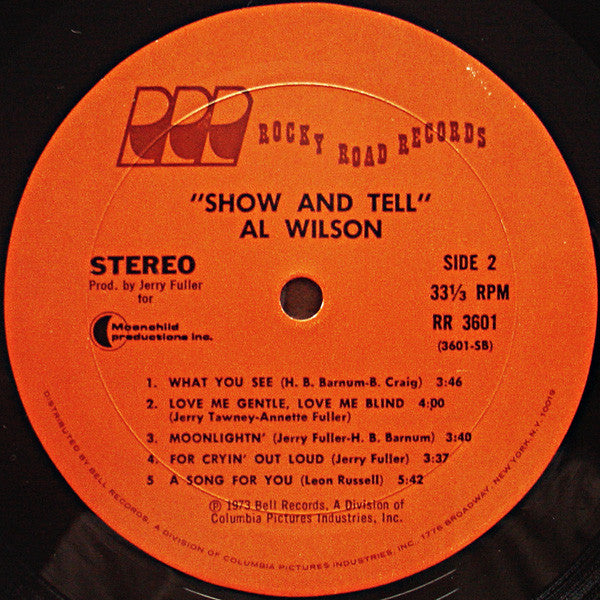 ROCKY ROAD RECORDS
"SHOW AND TELL"
AL WILSON
STEREO
Prod. by Jerry Fuller
for
Moonchild
productions inc.
SIDE 2
33⅓ RPM
RR 3601
(3601-SB)
1. WHAT YOU SEE (H. B. Barnum-B. Craig) 3:46
2. LOVE ME GENTLE, LOVE ME BLIND 4:00
(Jerry Tawney-Annette Fuller)
3. MOONLIGHTN' (Jerry Fuller-H. B. Barnum) 3:40
4. FOR CRYIN' OUT LOUD (Jerry Fuller) 3:37
5 A SONG FOR YOU (Leon Russell) 5:42
℗ 1973 Bell Records, A Division of
Columbia Pictures Industries, Inc.
DISTRIBUTED BY BELL RECORDS, A DIVISION OF COLUMBIA PICTURES INDUSTRIES, INC., 1776 BROADWAY, NEW YORK, N.Y. 10019